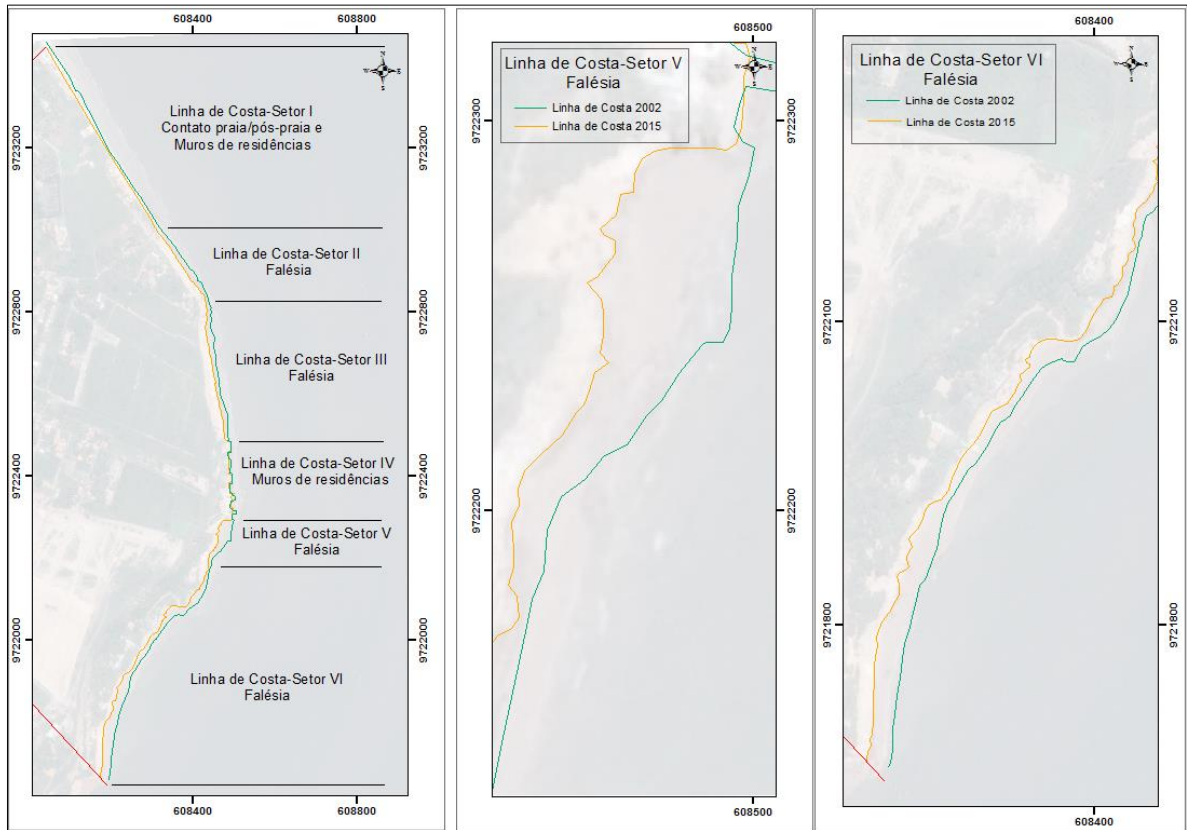 608400
608800
N
W
E
S
Linha de Costa-Setor I
Contato praia/pós-praia e
Muros de residências
Linha de Costa-Setor II
Falésia
Linha de Costa-Setor III
Falésia
Linha de Costa-Setor IV
Muros de residências
Linha de Costa-Setor V
Falésia
Linha de Costa-Setor VI
Falésia
9723200
9722800
9722400
9722000
9723200
9722800
9722400
9722000
608400
608800
608500
N
W
E
S
Linha de Costa-Setor V
Falésia
Linha de Costa 2002
Linha de Costa 2015
9722300
9722200
9722300
9722200
608500
608400
N
W
E
S
Linha de Costa-Setor VI
Falésia
Linha de Costa 2002
Linha de Costa 2015
9722100
9721800
9722100
9721800
608400